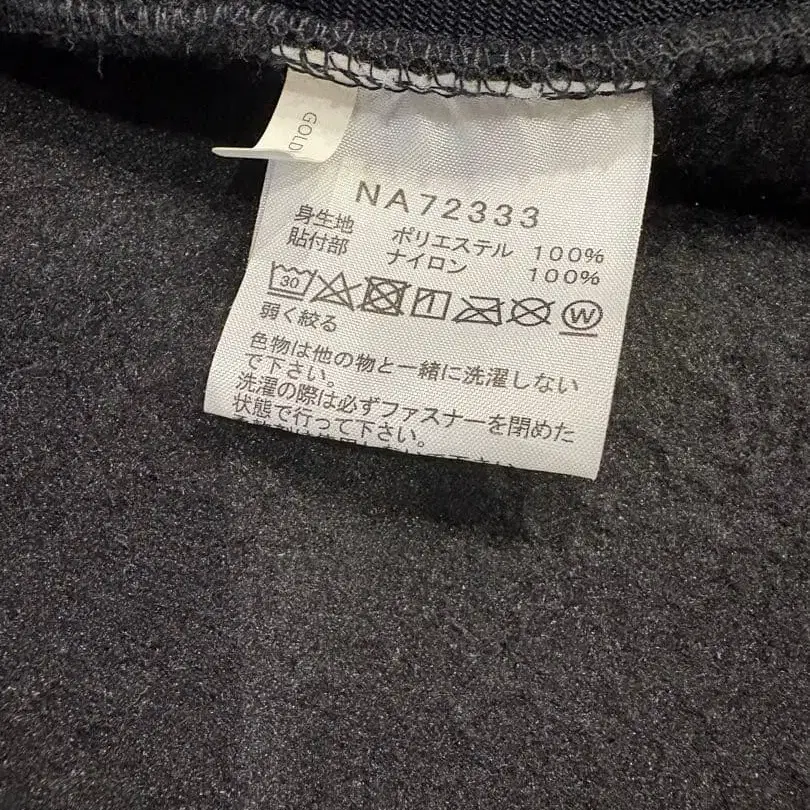 GOLD
NA72333
身生地 ポリエステル 100%
貼付部 ナイロン 100%
30 W
弱く絞る
色物は他の物と一緒に洗濯しない
で下さい。
洗濯の際は必ずファスナーを閉めた
状態で行って下さい。